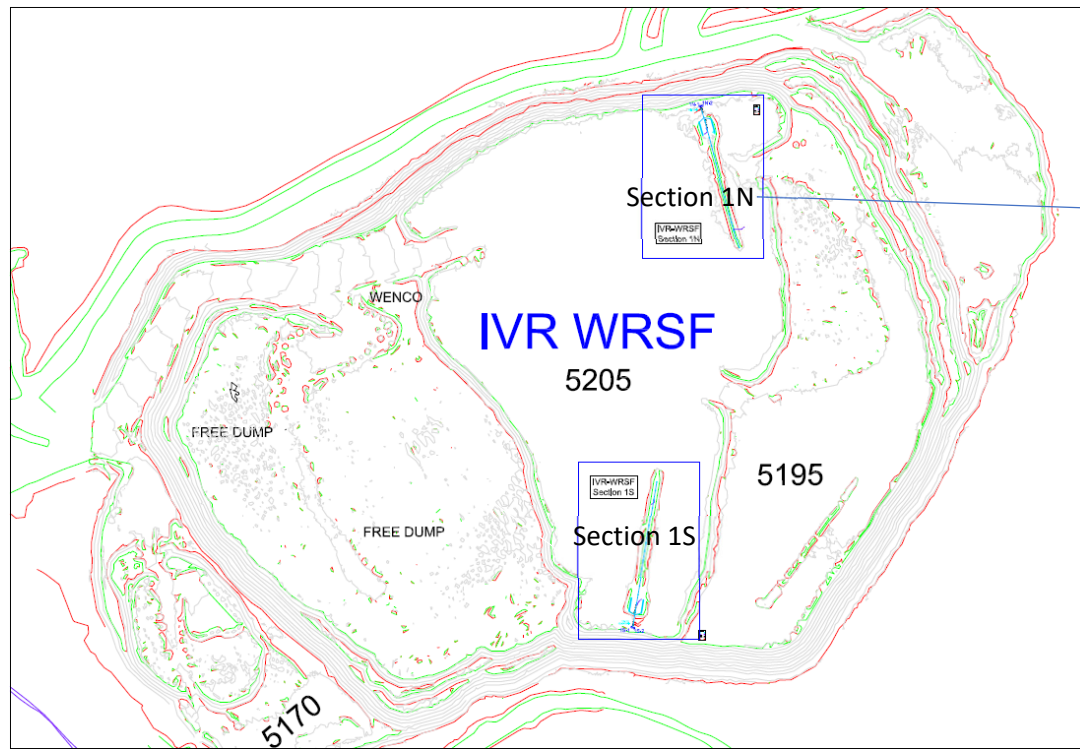 Section 1N
IVR-WRSF
Section 1N
WENCO
IVR WRSF
5205
FREE DUMP
IVR-WRSF
Section 1S
5195
Section 1S
FREE DUMP
5170